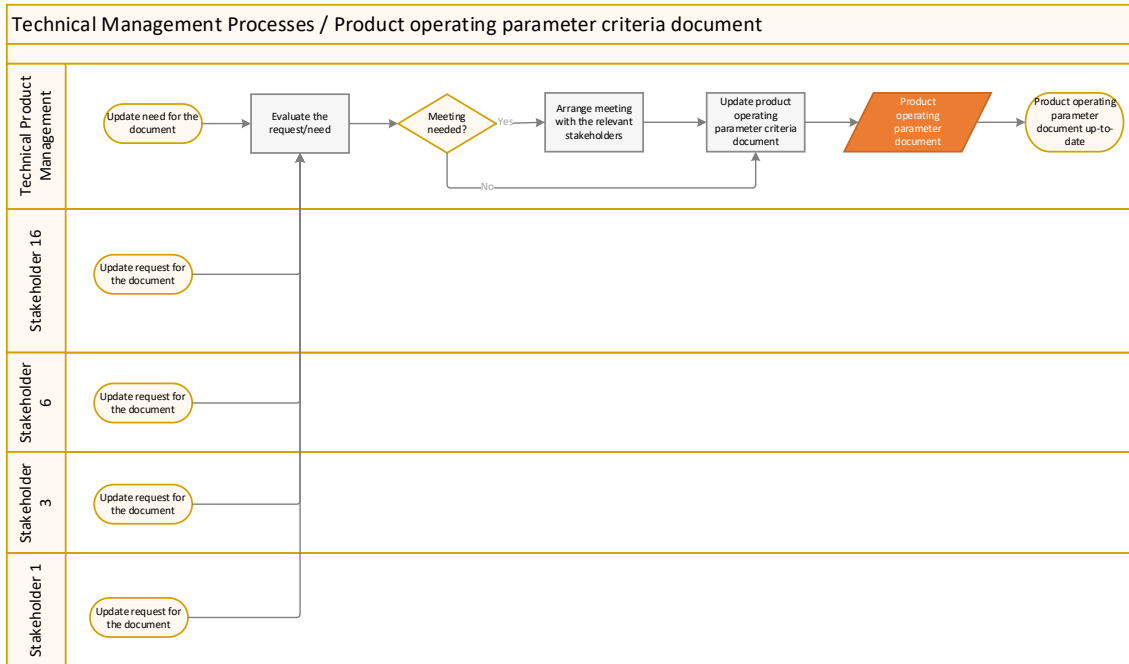 Technical Management Processes / Product operating parameter criteria document
Technical Product
Management
Update need for the
document
Evaluate the
request/need
Meeting
needed?
Yes
No
Arrange meeting
with the relevant
stakeholders
Update product
operating
parameter criteria
document
Product
operating
parameter
document
Product operating
parameter
document up-to-
date
Stakeholder 16
Update request for
the document
Stakeholder
6
Update request for
the document
Stakeholder
3
Update request for
the document
Stakeholder 1
Update request for
the document